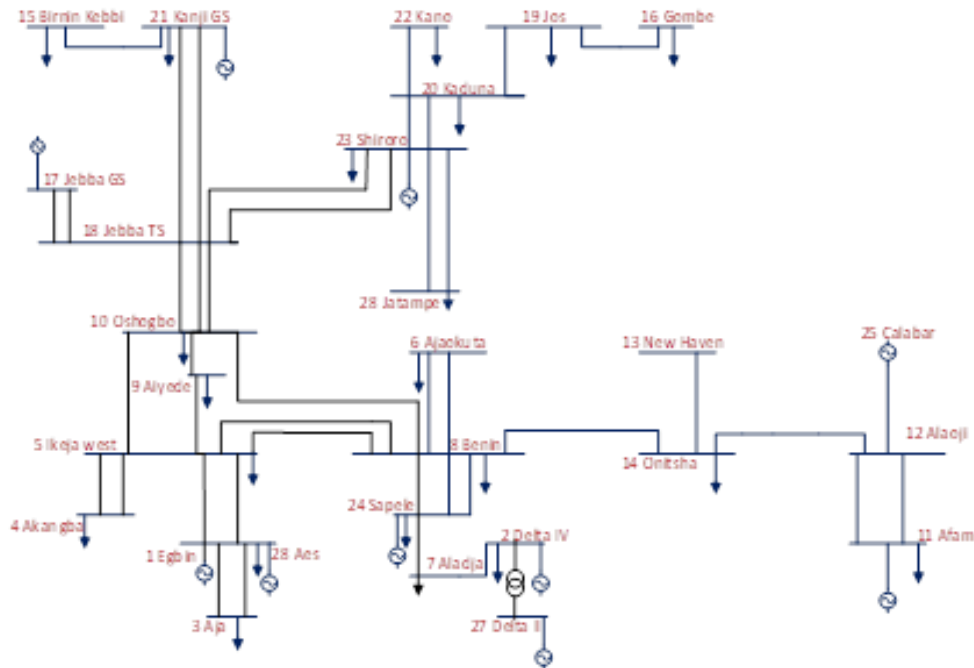 15 Birnin Kebbi
21 Kanji GS
22 Kano
19 Jos
16 Gombe
20 Kaduna
23 Shiroro
17 Jebba GS
18 Jebba TS
28 Jatampe
10 Oshogbo
6 Ajaokuta
13 New Haven
25 Calabar
9 Aiyede
5 Ikeja west
8 Benin
12 Alaoji
14 Onitsha
24 Sapele
4 Akangba
2 Delta IV
1 Egbin
28 Aes
7 Aladja
11 Afam
3 Aja
27 Delta II